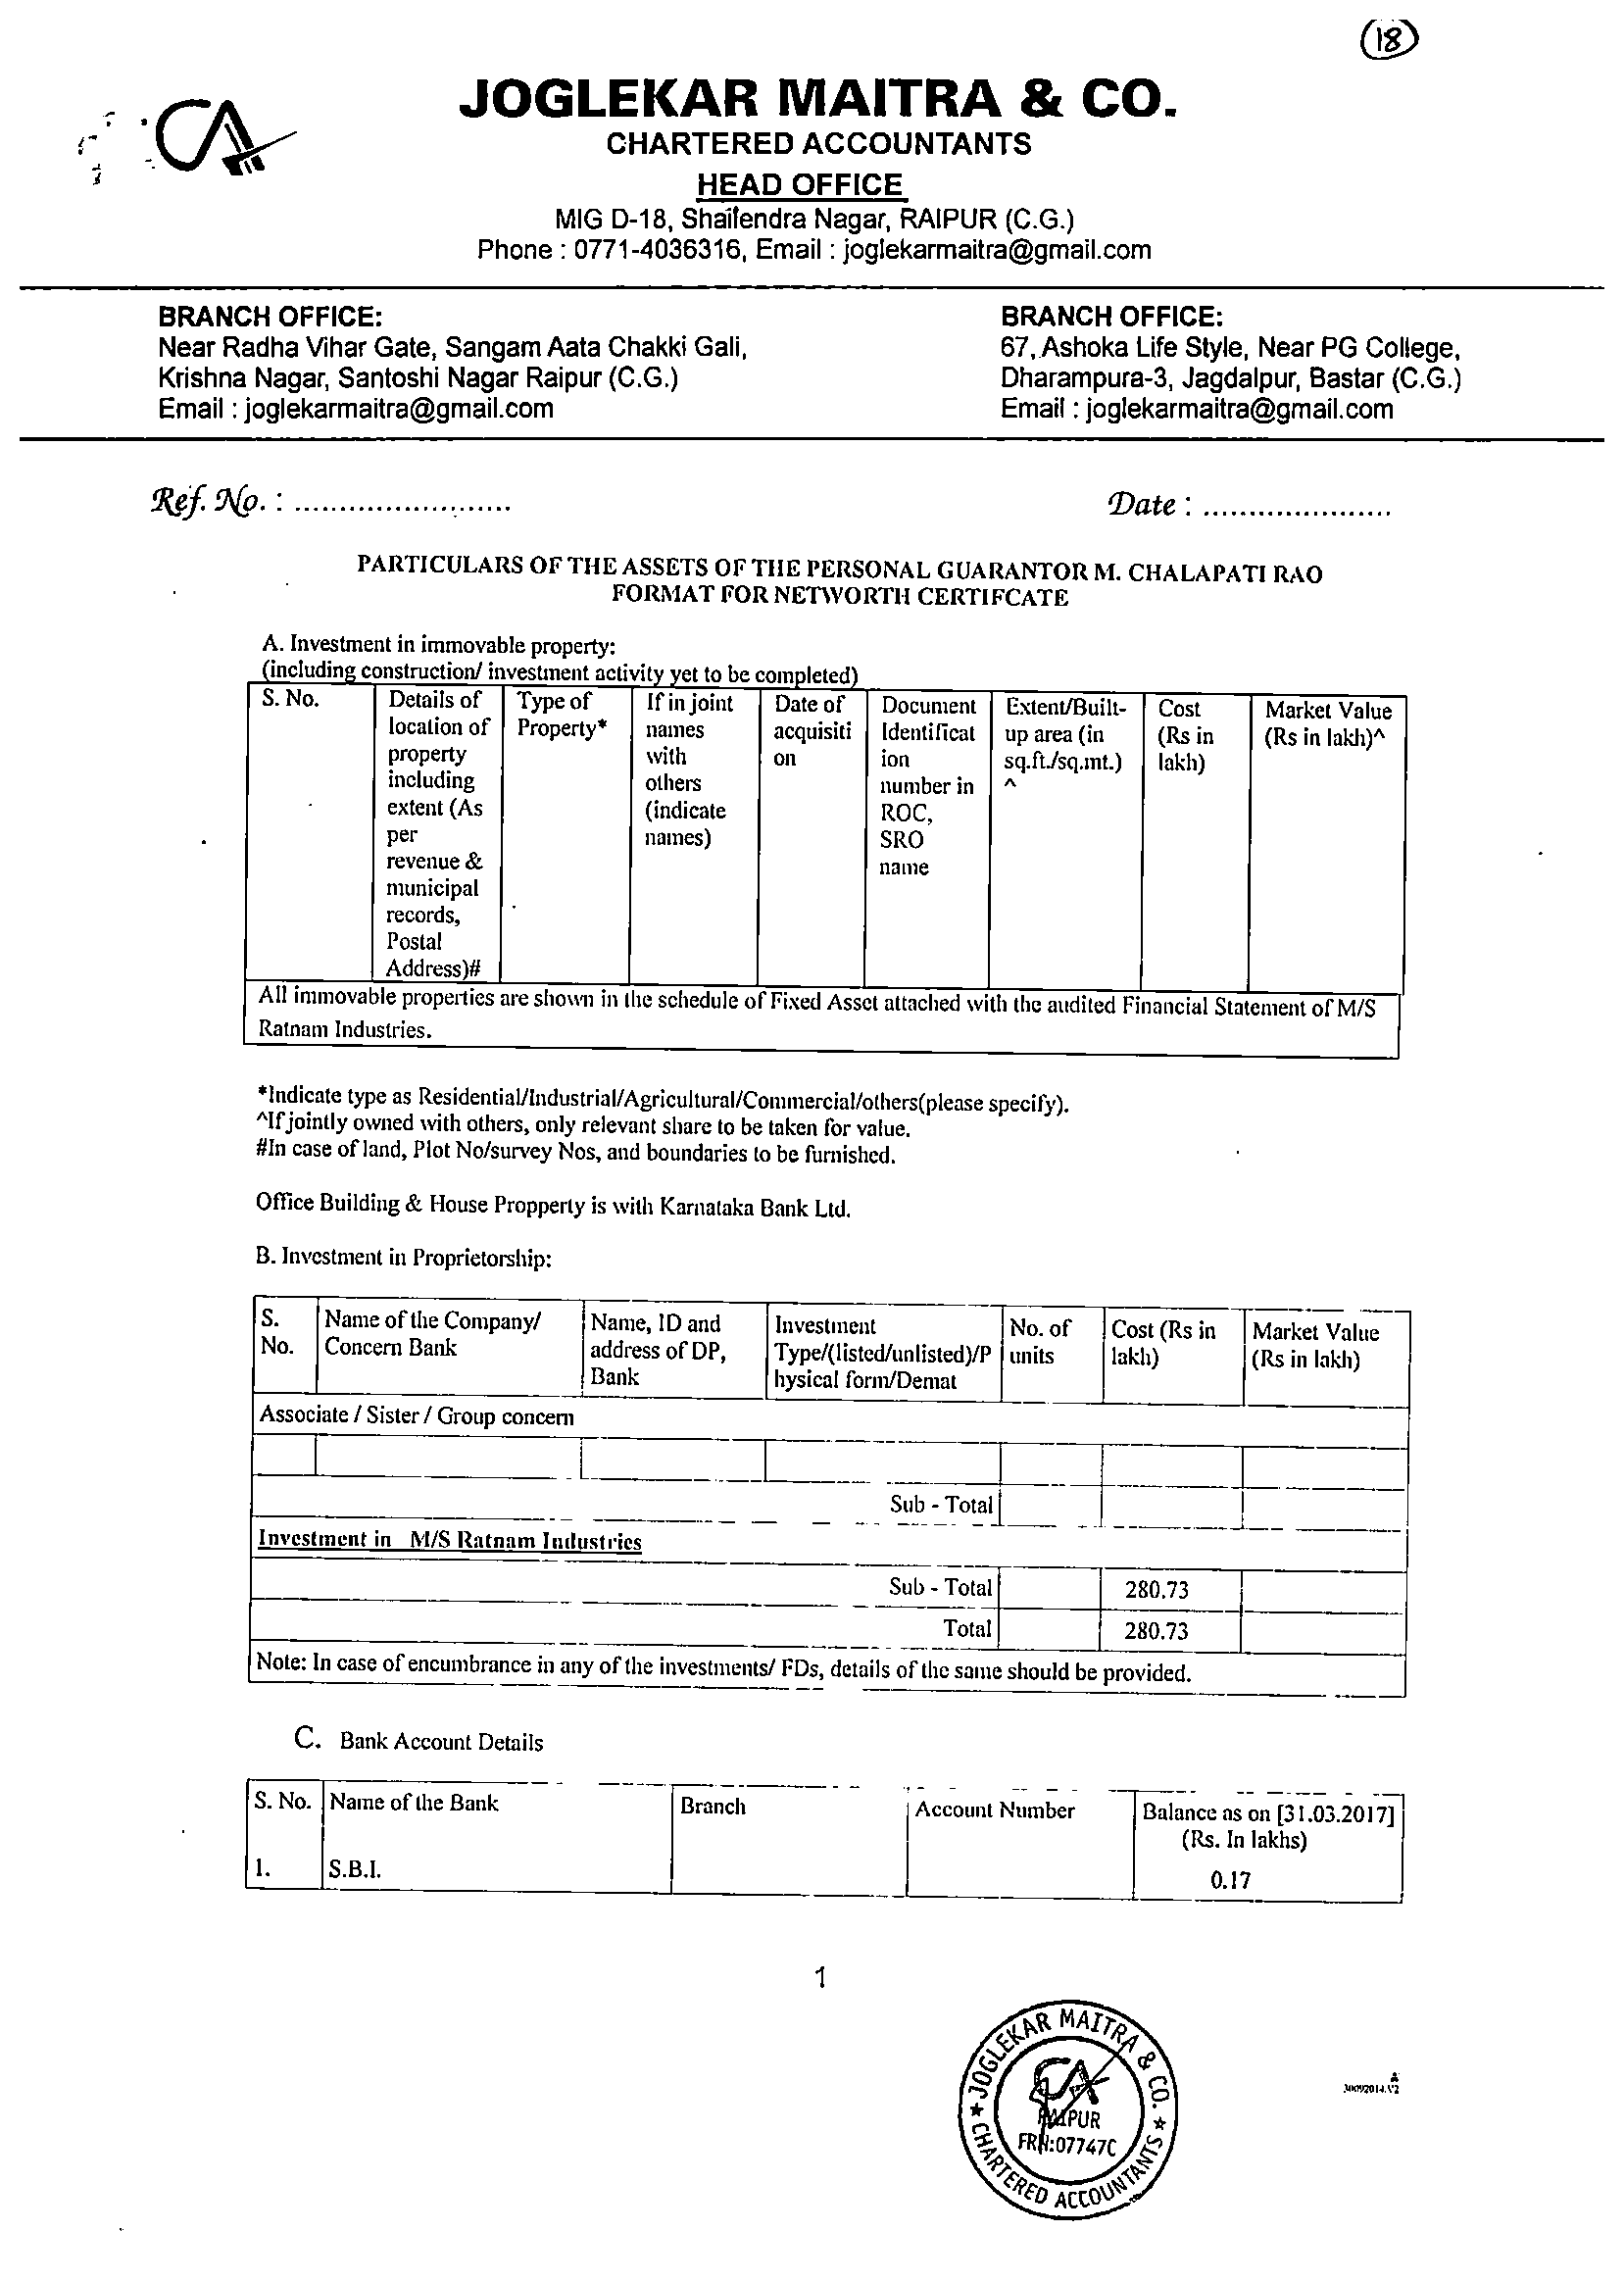 18
CA
JOGLEKAR MAITRA & CO.
CHARTERED ACCOUNTANTS
HEAD OFFICE
MIG D-18, Shailendra Nagar, RAIPUR (C.G.)
Phone : 0771-4036316, Email : joglekarmaitra@gmail.com
BRANCH OFFICE:
Near Radha Vihar Gate, Sangam Aata Chakki Gali,
Krishna Nagar, Santoshi Nagar Raipur (C.G.)
Email : joglekarmaitra@gmail.com
BRANCH OFFICE:
67, Ashoka Life Style, Near PG College,
Dharampura-3, Jagdalpur, Bastar (C.G.)
Email : joglekarmaitra@gmail.com
Ref. No. : ........................
Date : .....................
PARTICULARS OF THE ASSETS OF THE PERSONAL GUARANTOR M. CHALAPATI RAO
FORMAT FOR NETWORTH CERTIFCATE
A. Investment in immovable property:
(including construction/ investment activity yet to be completed)
S. No.
Details of
location of
property
including
extent (As
per
revenue &
municipal
records,
Postal
Address)#
Type of
Property*
If in joint
names
with
others
(indicate
names)
Date of
acquisiti
on
Document
Identificat
ion
number in
ROC,
SRO
name
Extent/Built-
up area (in
sq.ft./sq.mt.)
^
Cost
(Rs in
lakh)
Market Value
(Rs in lakh)^
All immovable properties are shown in the schedule of Fixed Asset attached with the audited Financial Statement of M/S
Ratnam Industries.
*Indicate type as Residential/Industrial/Agricultural/Commercial/others(please specify).
^If jointly owned with others, only relevant share to be taken for value.
#In case of land, Plot No/survey Nos, and boundaries to be furnished.
Office Building & House Propperty is with Karnataka Bank Ltd.
B. Investment in Proprietorship:
S.
No.
Name of the Company/
Concern Bank
Name, ID and
address of DP,
Bank
Investment
Type/(listed/unlisted)/P
hysical form/Demat
No. of
units
Cost (Rs in
lakh)
Market Value
(Rs in lakh)
Associate / Sister / Group concern
Sub - Total
Investment in M/S Ratnam Industries
Sub - Total 280.73
Total 280.73
Note: In case of encumbrance in any of the investments/ FDs, details of the same should be provided.
C. Bank Account Details
S. No. Name of the Bank Branch Account Number Balance as on [31.03.2017]
(Rs. In lakhs)
1. S.B.I. 0.17
1
JOGLEKAR MAITRA & CO.
CA
RAIPUR
FRN:07747C
★ CHARTERED ACCOUNTANTS ★
30092014.V2